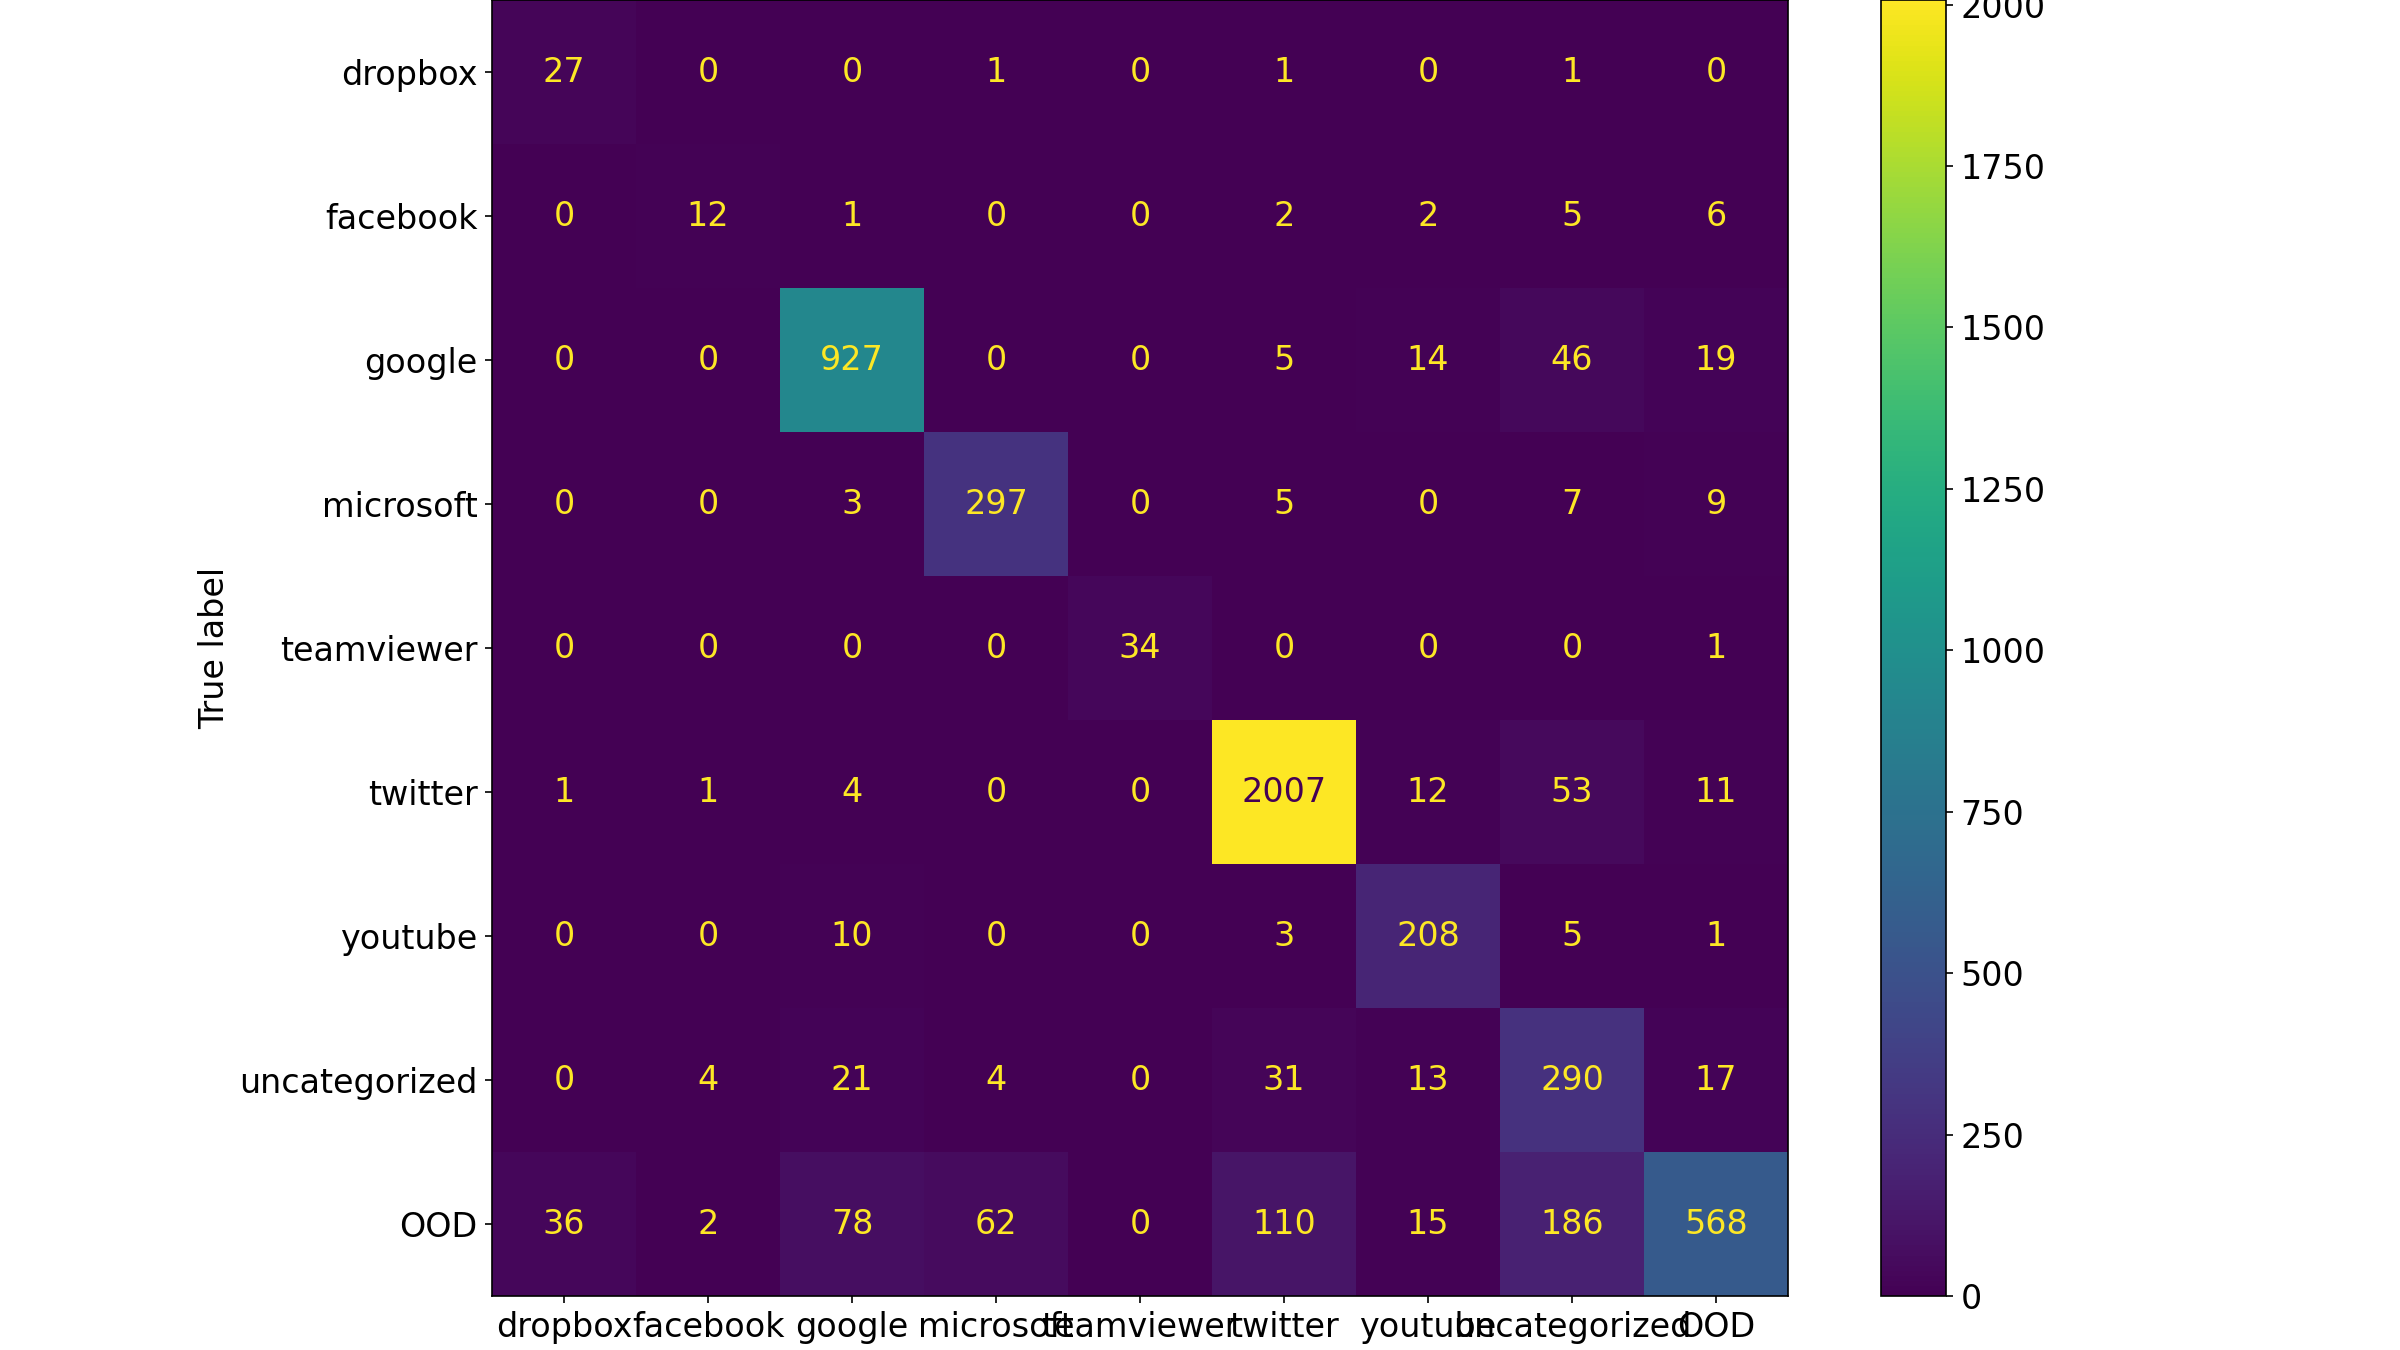 dropbox 27 0 0 1 0 1 0 1 0
facebook 0 12 1 0 0 2 2 5 6
google 0 0 927 0 0 5 14 46 19
microsoft 0 0 3 297 0 5 0 7 9
teamviewer 0 0 0 0 34 0 0 0 1
twitter 1 1 4 0 0 2007 12 53 11
youtube 0 0 10 0 0 3 208 5 1
uncategorized 0 4 21 4 0 31 13 290 17
OOD 36 2 78 62 0 110 15 186 568
dropbox facebook google microsoft teamviewer twitter youtube uncategorized OOD
True label
2000
1750
1500
1250
1000
750
500
250
0